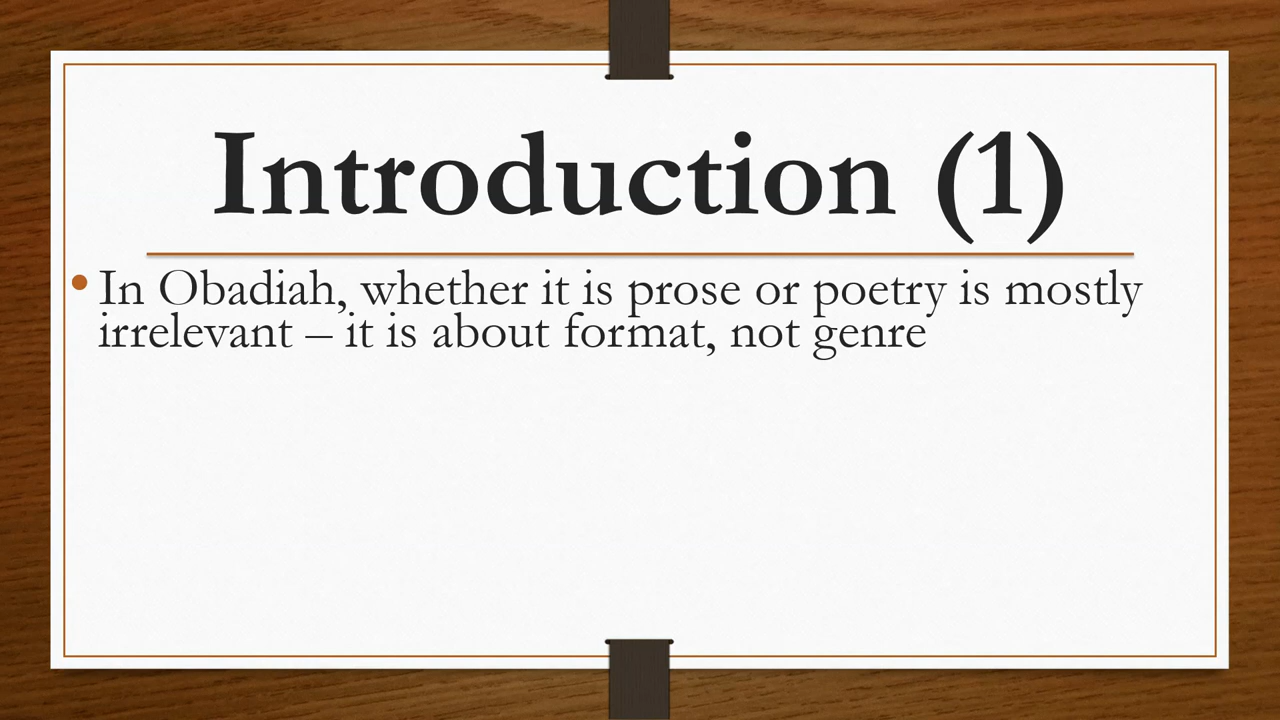 Introduction (1)
• In Obadiah, whether it is prose or poetry is mostly
irrelevant – it is about format, not genre